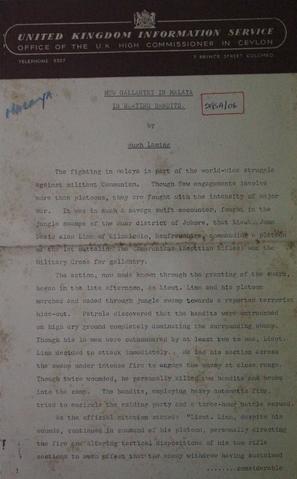 UNITED KINGDOM INFORMATION SERVICE
OFFICE OF THE U.K HIGH COMMISSIONER IN CEYLON
TELEPHONE
PRINCE STREET COLOMBO
Malaya
GALLANTRY IN MALAYA
IN BANDITS.
by
Hugh Laming
The fighting in Malaya is part of the world-wide struggle
against militant Communism. Though few engagements involve
more than platoons, they are fought with the intensity of major
war. It was in such a savage swift encounter, fought in the
jungle swamps of the Muar district of Johore, that Lieut.
commanding a platoon
of the 1st Battalion the Cameronians (Scottish Rifles) won the
Military Cross for gallantry.
The action, now made known through the granting of the award,
began in the late afternoon, as Lieut. and his platoon
marched and waded through jungle swamp towards a reported terrorist
hide-out. Patrols discovered that the bandits were entrenched
on high dry ground completely dominating the surrounding swamp.
Though his men were outnumbered by at least two to one, Lieut.
decided to attack immediately. He led his section across
the swamp under intense fire to engage the enemy at close range.
Though twice wounded, he personally killed two bandits and broke
into the camp. The bandits, employing heavy automatic fire,
tried to encircle the raiding party and a three-hour battle ensued.
As the official citation states: "Lieut. despite his
wounds, continued in command of his platoon, personally directing
the fire and altering tactical dispositions of his two rifle
sections to such effect that the enemy withdrew having sustained
considerable